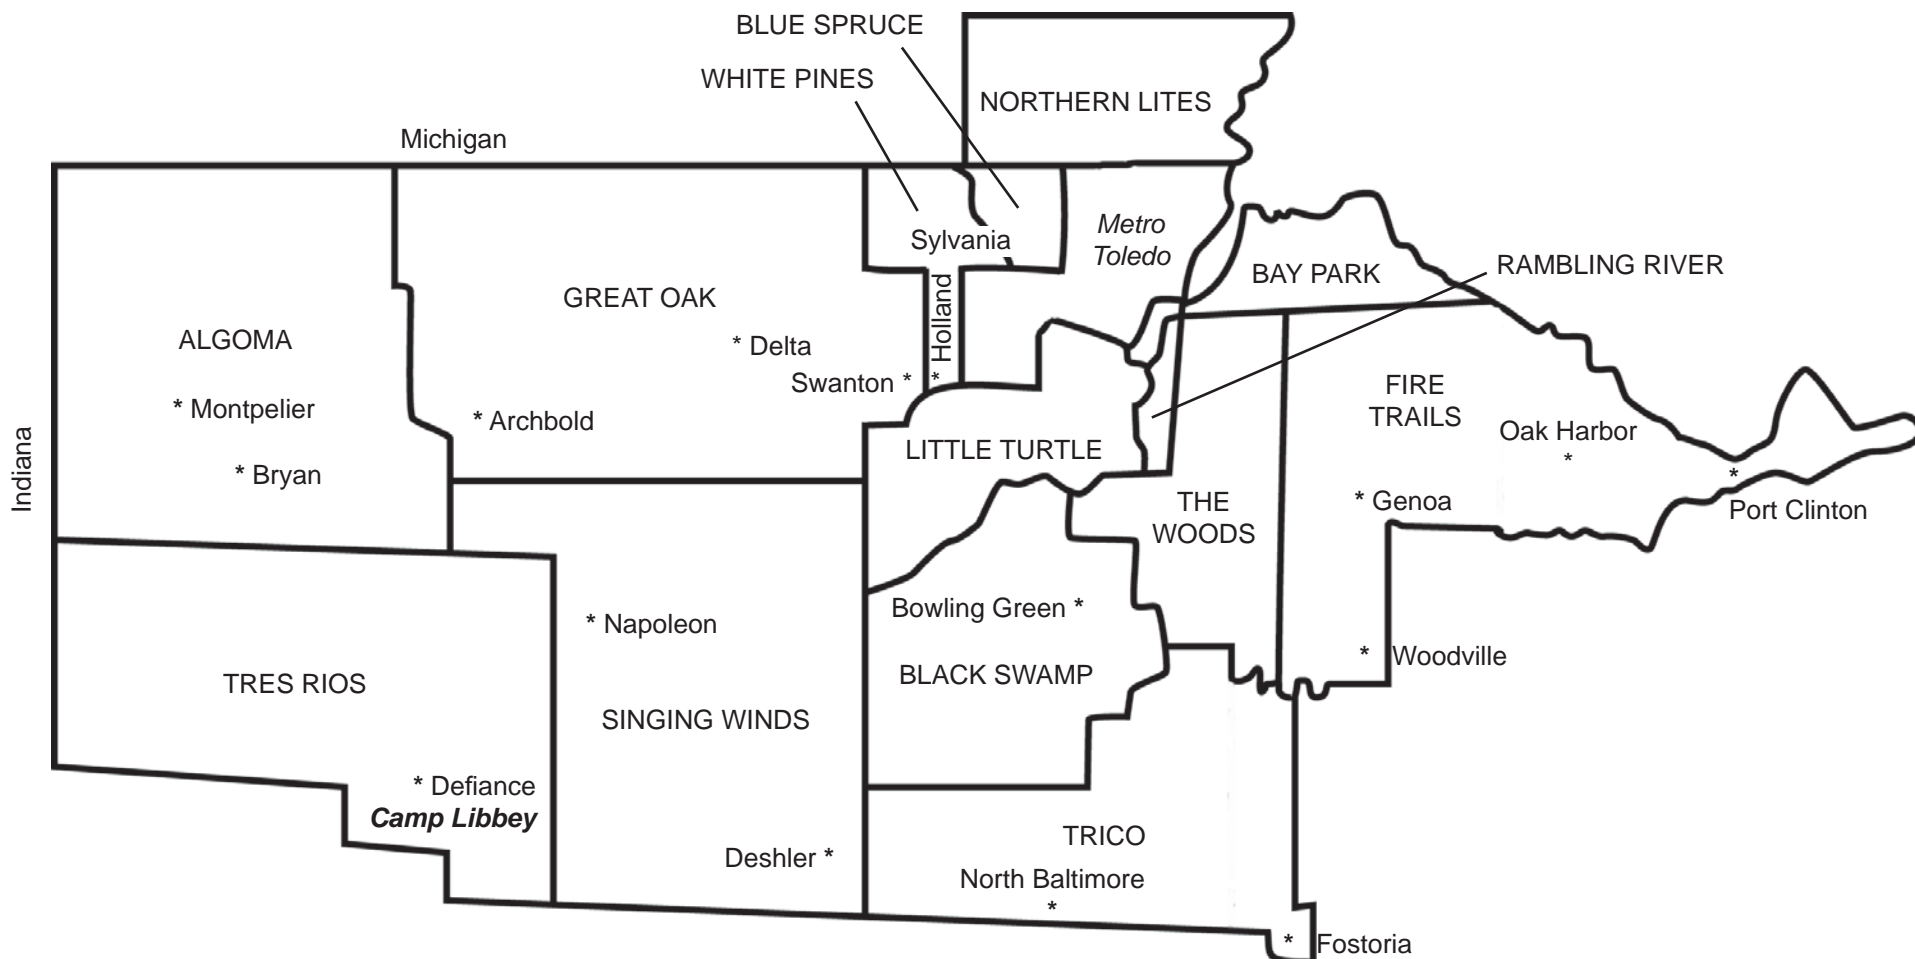 BLUE SPRUCE
WHITE PINES
NORTHERN LITES
Michigan
Sylvania
Metro
Toledo
BAY PARK
RAMBLING RIVER
GREAT OAK
Holland
ALGOMA
* Delta
Swanton *
*
FIRE
TRAILS
* Montpelier
* Archbold
Oak Harbor
*
LITTLE TURTLE
Indiana
* Bryan
*
Port Clinton
THE
WOODS
* Genoa
Bowling Green *
* Napoleon
* Woodville
BLACK SWAMP
TRES RIOS
SINGING WINDS
* Defiance
Camp Libbey
TRICO
Deshler *
North Baltimore
*
* Fostoria